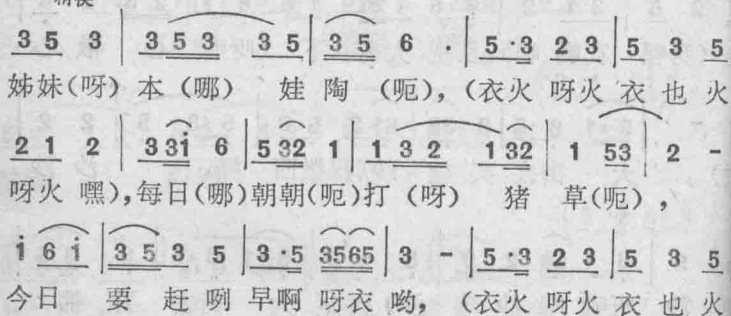 3 5 3 | 3 5 3 3 5 | 3 5 6 . | 5 · 3 2 3 | 5 3 5
姊妹(呀) 本 (哪) 娃 陶 (呃), (衣火 呀火 衣 也 火
2 1 2 | 3 3 i 6 | 5 3 2 1 | 1 3 2 1 3 2 | 1 5 3 | 2 -
呀火 嘿), 每日(哪)朝朝(呃)打 (呀) 猪 草(呃),
i 6 i | 3 5 3 5 | 3 · 5 3 5 6 5 | 3 - | 5 · 3 2 3 | 5 3 5
今日 要 赶 咧 早啊 呀衣 哟, (衣火 呀火 衣 也 火